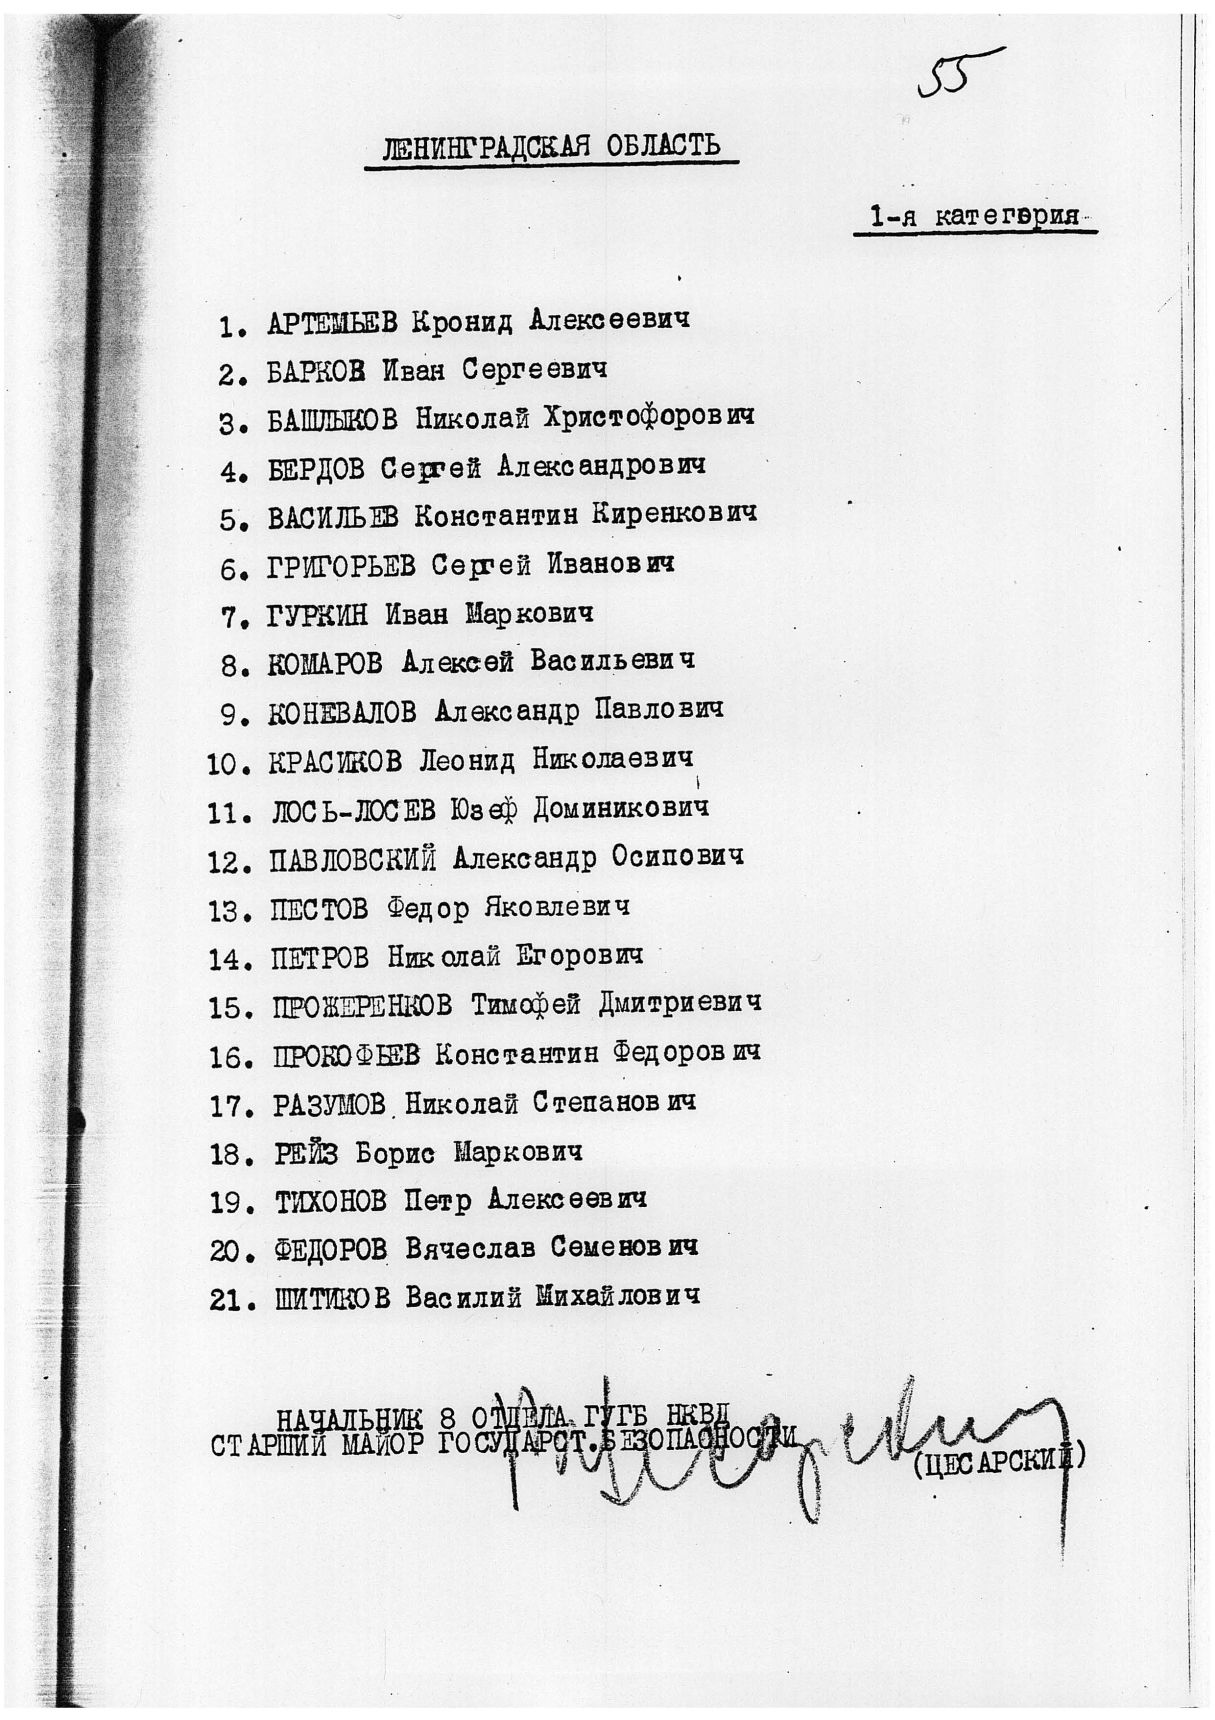 55
ЛЕНИНГРАДСКАЯ ОБЛАСТЬ
1-я категория
1. АРТЕМЬЕВ Кронид Алексеевич
2. БАРКОВ Иван Сергеевич
3. БАШЛЫКОВ Николай Христофорович
4. БЕРДОВ Сергей Александрович
5. ВАСИЛЬЕВ Константин Киренкович
6. ГРИГОРЬЕВ Сергей Иванович
7. ГУРКИН Иван Маркович
8. КОМАРОВ Алексей Васильевич
9. КОНЕВАЛОВ Александр Павлович
10. КРАСИКОВ Леонид Николаевич
11. ЛОСЬ-ЛОСЕВ Юзеф Доминикович
12. ПАВЛОВСКИЙ Александр Осипович
13. ПЕСТОВ Федор Яковлевич
14. ПЕТРОВ Николай Егорович
15. ПРОЖЕРЕНКОВ Тимофей Дмитриевич
16. ПРОКОФЬЕВ Константин Федорович
17. РАЗУМОВ Николай Степанович
18. РЕЙЗ Борис Маркович
19. ТИХОНОВ Петр Алексеевич
20. ФЕДОРОВ Вячеслав Семенович
21. ШИТИКОВ Василий Михайлович
НАЧАЛЬНИК 8 ОТДЕЛА ГУГБ НКВД
СТАРШИЙ МАЙОР ГОСУДАРСТ.БЕЗОПАСНОСТИ
(ЦЕСАРСКИЙ)